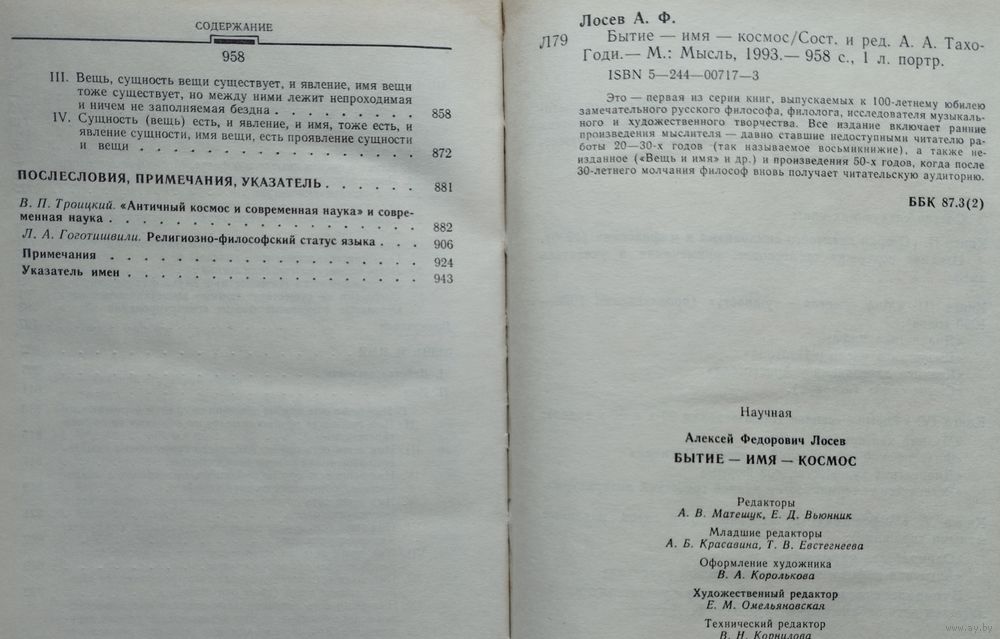 СОДЕРЖАНИЕ
958
III. Вещь, сущность вещи существует, и явление, имя вещи
тоже существует, но между ними лежит непроходимая
и ничем не заполняемая бездна . . . . . . . . 858
IV. Сущность (вещь) есть, и явление, и имя, тоже есть, и
явление сущности, имя вещи, есть проявление сущности
и вещи . . . . . . . . . . . . . . . 872
ПОСЛЕСЛОВИЯ, ПРИМЕЧАНИЯ, УКАЗАТЕЛЬ . . . . . . 881
В. П. Троицкий. «Античный космос и современная наука» и совре-
менная наука . . . . . . . . . . . . . . . . 882
Л. А. Гоготишвили. Религиозно-философский статус языка . . . 906
Примечания . . . . . . . . . . . . . . . . 924
Указатель имен . . . . . . . . . . . . . . . 943
Лосев А. Ф.
Л79 Бытие — имя — космос/Сост. и ред. А. А. Тахо-
Годи.— М.: Мысль, 1993.— 958 с., 1 л. портр.
ISBN 5—244—00717—3
Это — первая из серии книг, выпускаемых к 100-летнему юбилею
замечательного русского философа, филолога, исследователя музыкаль-
ного и художественного творчества. Все издание включает ранние
произведения мыслителя — давно ставшие недоступными читателю ра-
боты 20—30-х годов (так называемое восьмикнижие), а также не-
изданное («Вещь и имя» и др.) и произведения 50-х годов, когда после
30-летнего молчания философ вновь получает читательскую аудиторию.
ББК 87.3(2)
Научная
Алексей Федорович Лосев
БЫТИЕ — ИМЯ — КОСМОС
Редакторы
А. В. Матешук, Е. Д. Вьюнник
Младшие редакторы
А. Б. Красавина, Т. В. Евстегнеева
Оформление художника
В. А. Королькова
Художественный редактор
Е. М. Омельяновская
Технический редактор
В. Н. Корнилова
www.ay.by